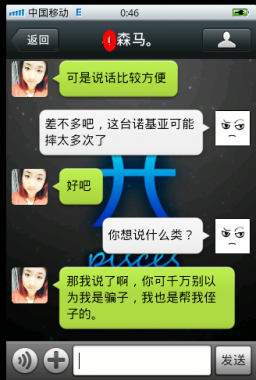 中国移动 E 0:46
返回 森马。
可是说话比较方便
差不多吧，这台诺基亚可能
摔太多次了
好吧
你想说什么类？
那我说了啊，你可千万别以
为我是骗子，我也是帮我侄
子的。
pisces
发送